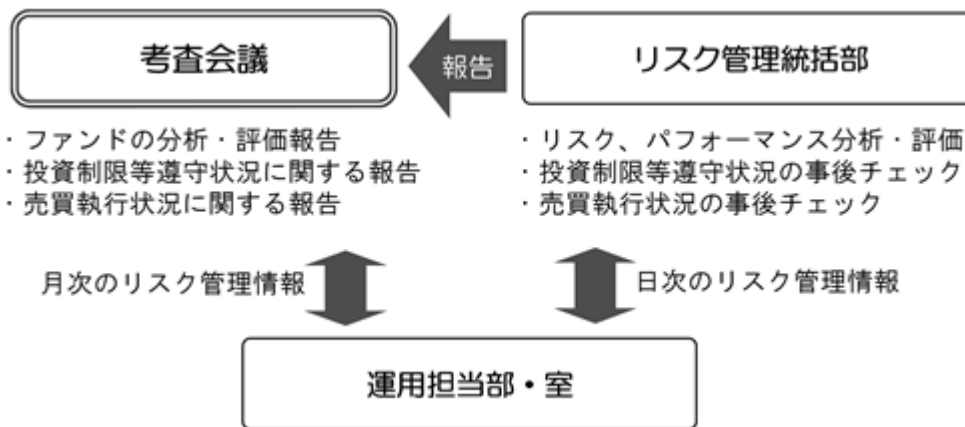 考査会議
報告
リスク管理統括部
・ファンドの分析・評価報告
・投資制限等遵守状況に関する報告
・売買執行状況に関する報告
・リスク、パフォーマンス分析・評価
・投資制限等遵守状況の事後チェック
・売買執行状況の事後チェック
月次のリスク管理情報
日次のリスク管理情報
運用担当部・室